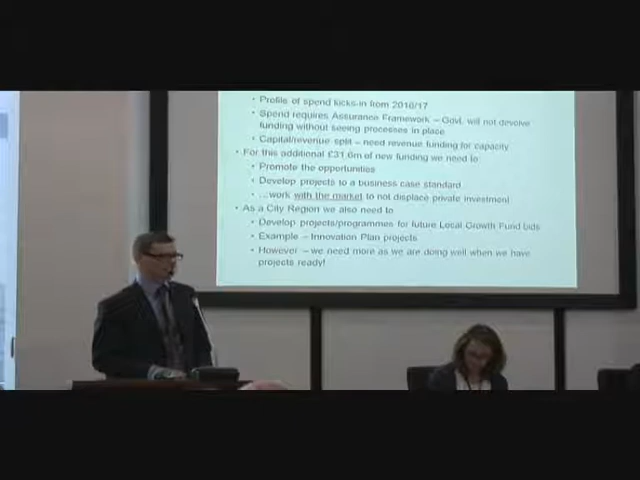 • Profile of spend kicks-in from 2016/17
• Spend requires Assurance Framework – Govt. will not devolve
funding without seeing processes in place
• Capital/revenue split – need revenue funding for capacity
• For this additional £31.6m of new funding we need to
• Promote the opportunities
• Develop projects to a business case standard
• …work with the market to not displace private investment
• As a City Region we also need to
• Develop projects/programmes for future Local Growth Fund bids
• Example – Innovation Plan projects
• However – we need more as we are doing well when we have
projects ready!